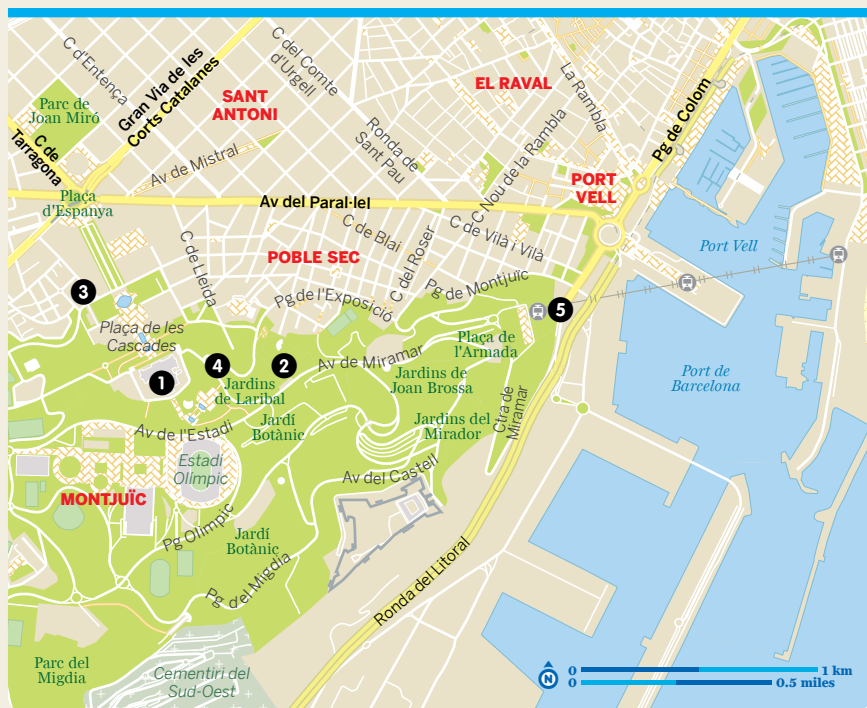 C d'Entença
Gran Via de les
Corts Catalanes
C del Comte
d'Urgell
EL RAVAL
La Rambla
Pg de Colom
Parc de
Joan Miró
SANT
ANTONI
C de
Tarragona
Av de Mistral
Ronda de
Sant Pau
C Nou de la Rambla
PORT
VELL
Plaça
d'Espanya
Av del Paral·lel
C de Blai
C de Vilà i Vilà
Port Vell
C de Lleida
POBLE SEC
C del Roser
Pg de Montjuïc
3
Pg de l'Exposició
5
Plaça de les
Cascades
Plaça de
l'Armada
1
4
2
Av de Miramar
Jardins
de Laribal
Jardins de
Joan Brossa
Port de
Barcelona
Jardí
Botànic
Jardins del
Mirador
Ctra de
Miramar
Av de l'Estadi
Estadi
Olímpic
Av del Castell
MONTJUÏC
Pg Olímpic
Jardí
Botànic
Pg del Migdia
Ronda del Litoral
Parc del
Migdia
Cementiri del
Sud-Oest
N
0 1 km
0 0.5 miles